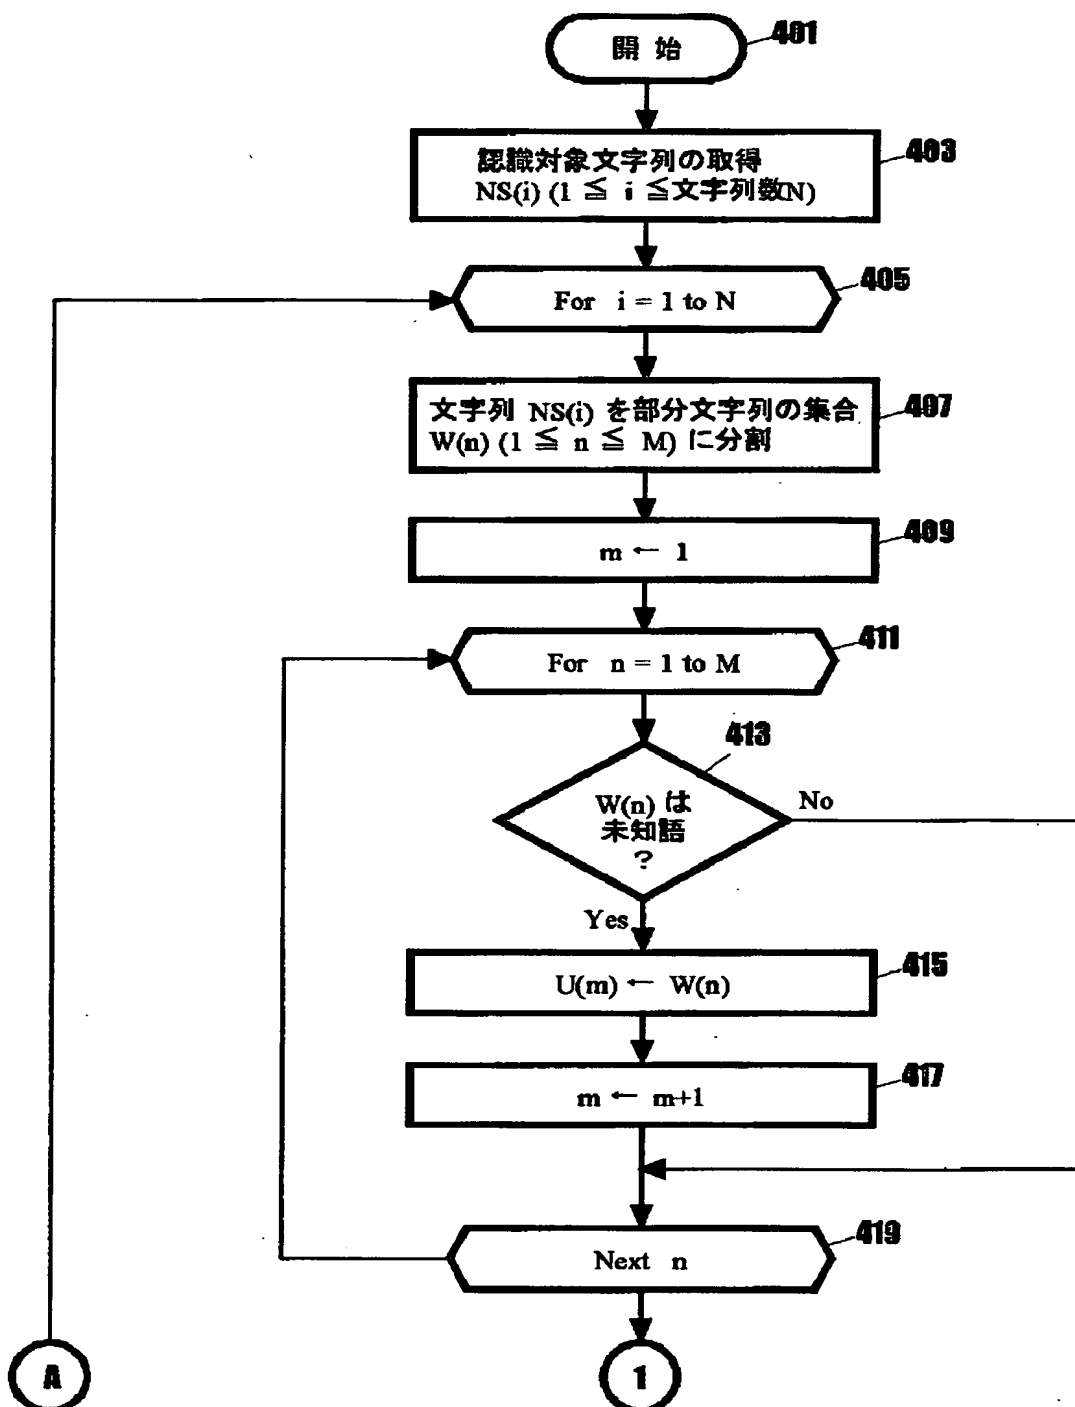 開始
401
認識対象文字列の取得
NS(i) (1 ≦ i ≦文字列数N)
403
For i = 1 to N
405
文字列 NS(i) を部分文字列の集合
W(n) (1 ≦ n ≦ M) に分割
407
m ← 1
409
For n = 1 to M
411
413
W(n) は
未知語
?
No
Yes
U(m) ← W(n)
415
m ← m+1
417
Next n
419
A
1